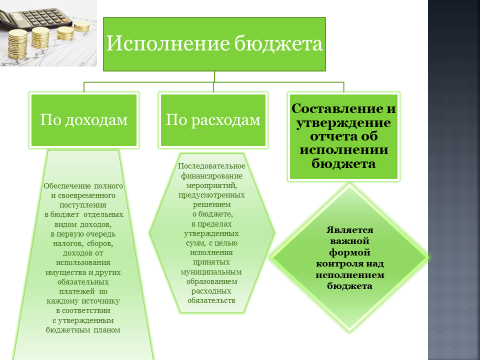 Исполнение бюджета
По доходам
По расходам
Составление и
утверждение
отчета об
исполнении
бюджета
Обеспечение полного
и своевременного
поступления
в бюджет отдельных
видом доходов,
в первую очередь
налогов, сборов,
доходов от
использования
имущества и других
обязательных
платежей по
каждому источнику
в соответствии
с утвержденным
бюджетным планом
Последовательное
финансирование
мероприятий,
предусмотренных
решением
о бюджете,
в пределах
утвержденных
сумм, с целью
исполнения
принятых
муниципальным
образованием
расходных
обязательств
Является
важной
формой
контроля над
исполнением
бюджета